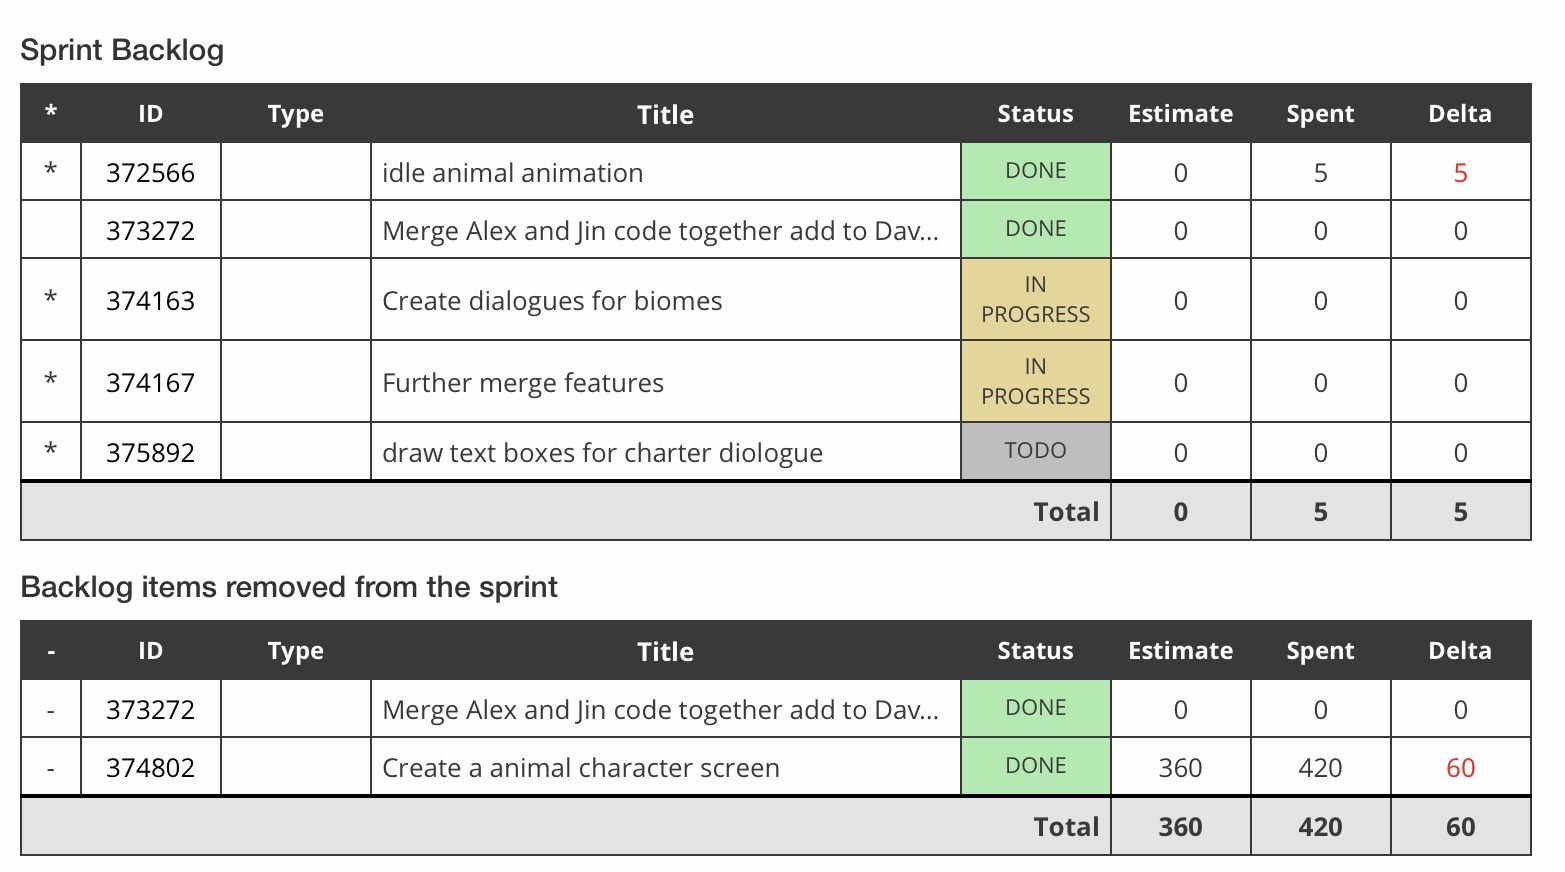 Sprint Backlog
* ID Type Title Status Estimate Spent Delta
* 372566 idle animal animation DONE 0 5 5
373272 Merge Alex and Jin code together add to Dav... DONE 0 0 0
* 374163 Create dialogues for biomes IN PROGRESS 0 0 0
* 374167 Further merge features IN PROGRESS 0 0 0
* 375892 draw text boxes for charter diologue TODO 0 0 0
Total 0 5 5
Backlog items removed from the sprint
- ID Type Title Status Estimate Spent Delta
- 373272 Merge Alex and Jin code together add to Dav... DONE 0 0 0
- 374802 Create a animal character screen DONE 360 420 60
Total 360 420 60